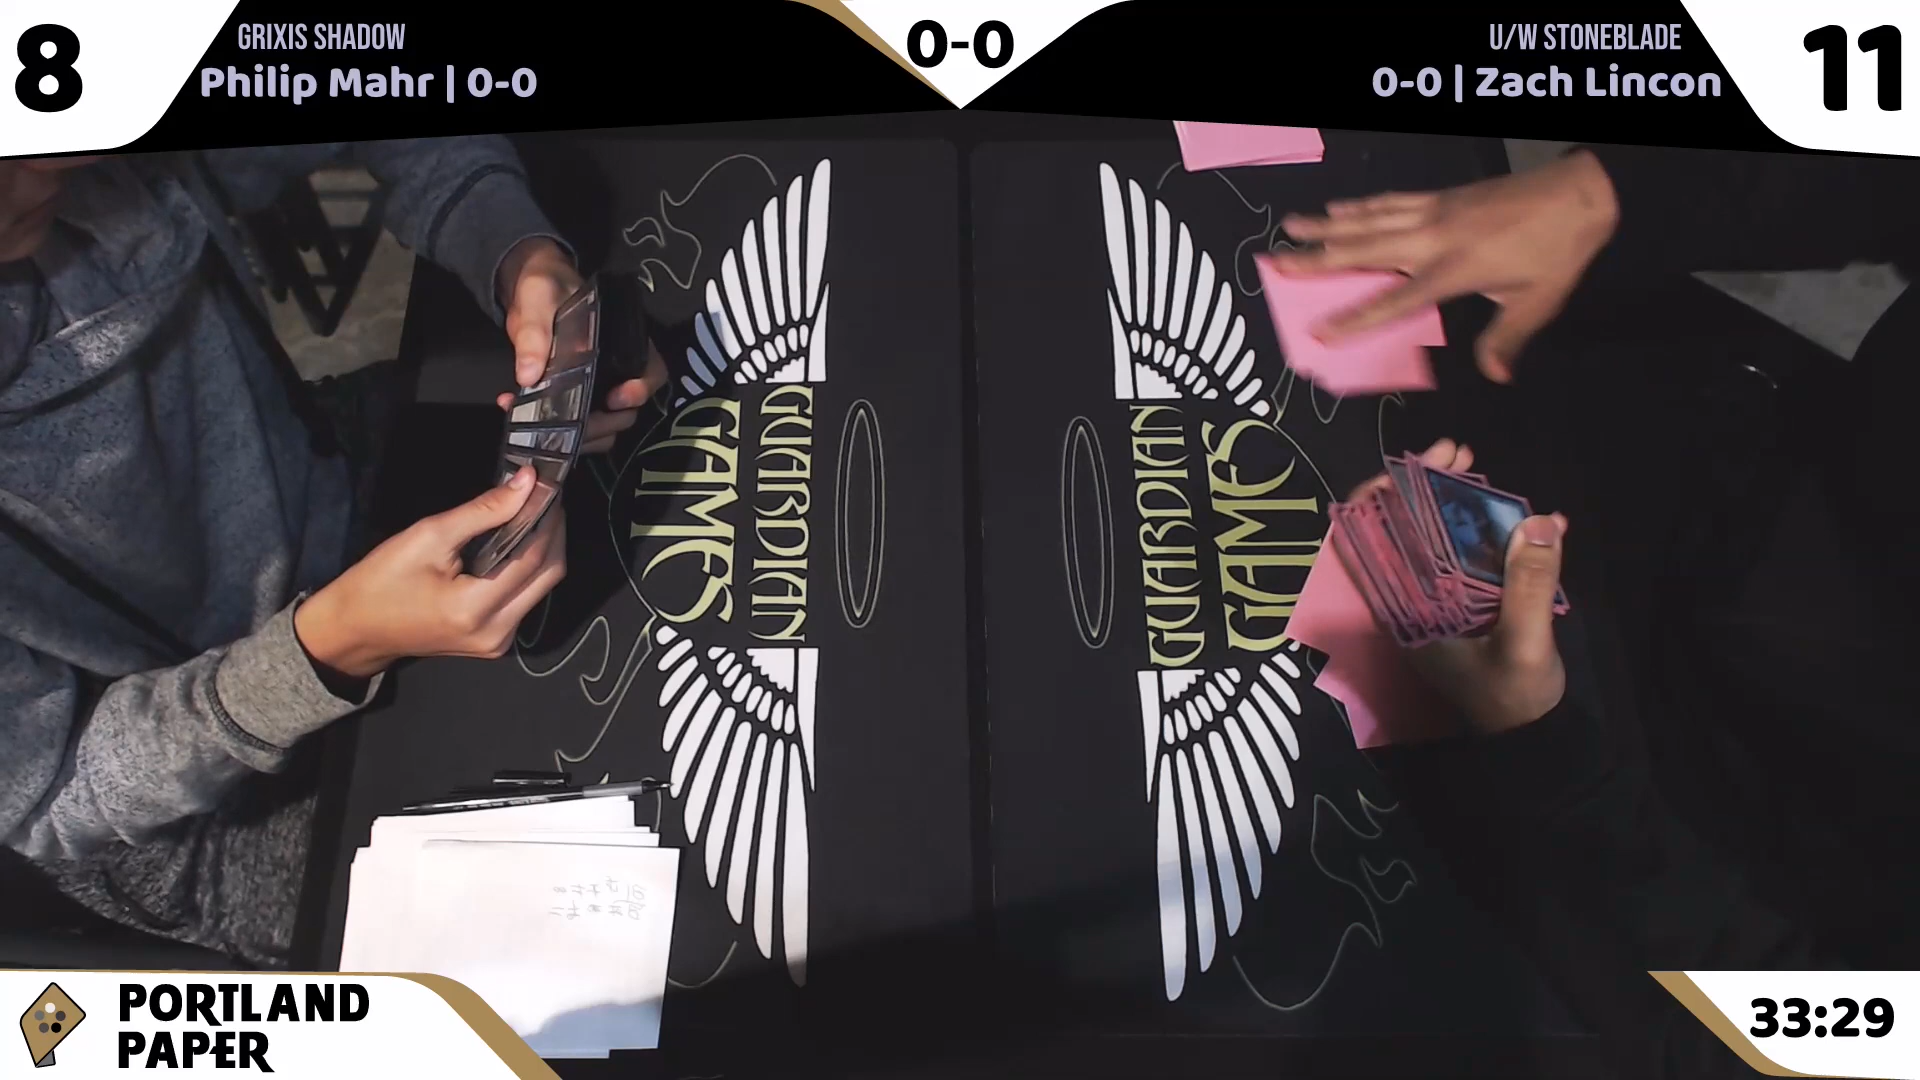 8
GRIXIS SHADOW
Philip Mahr | 0-0
0-0
U/W STONEBLADE
0-0 | Zach Lincon
11
GUARDIAN
GAMES
GUARDIAN
GAMES
PORTLAND
PAPER
33:29